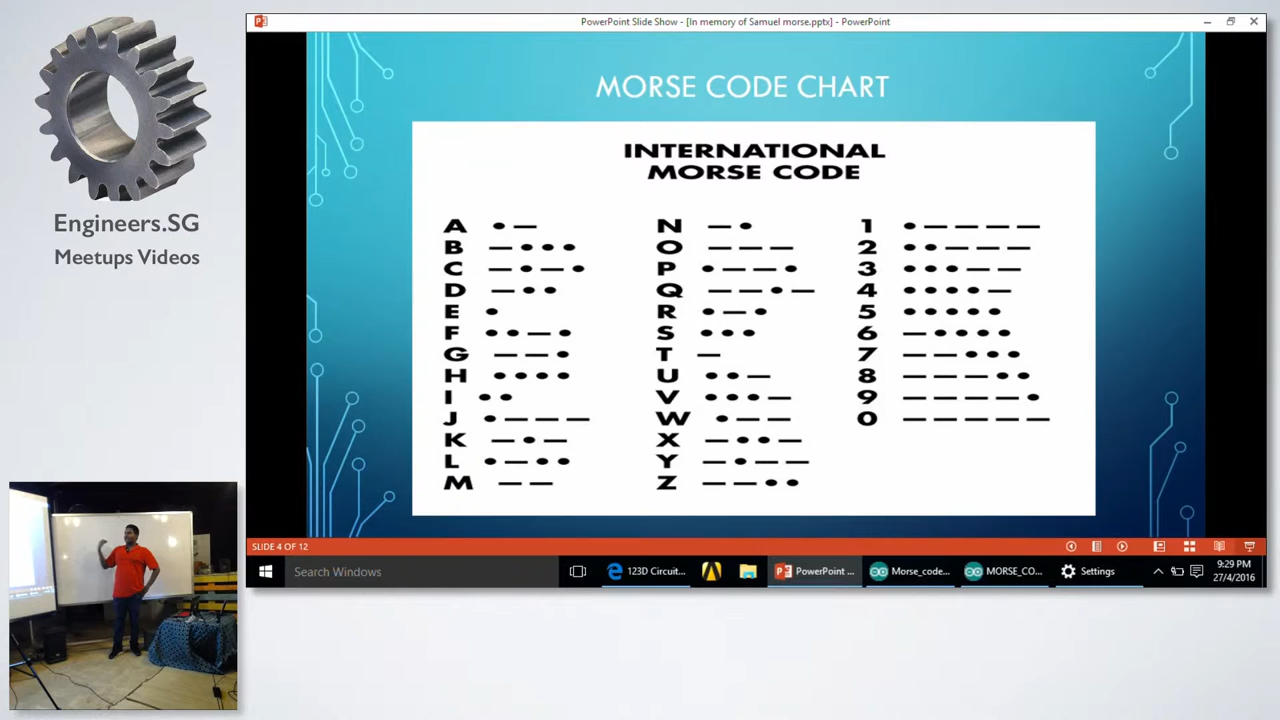 PowerPoint Slide Show - [In memory of Samuel morse.pptx] - PowerPoint
Engineers.SG
Meetups Videos
MORSE CODE CHART
INTERNATIONAL
MORSE CODE
A •— N —• 1 •————
B —••• O ——— 2 ••———
C —•—• P •——• 3 •••——
D —•• Q ——•— 4 ••••—
E • R •—• 5 •••••
F ••—• S ••• 6 —••••
G ——• T — 7 ——•••
H •••• U ••— 8 ———••
I •• V •••— 9 ————•
J •——— W •—— 0 —————
K —•— X —••—
L •—•• Y —•——
M —— Z ——••
SLIDE 4 OF 12
Search Windows
123D Circuit...
PowerPoint ...
Morse_code...
MORSE_CO...
Settings
9:29 PM
27/4/2016